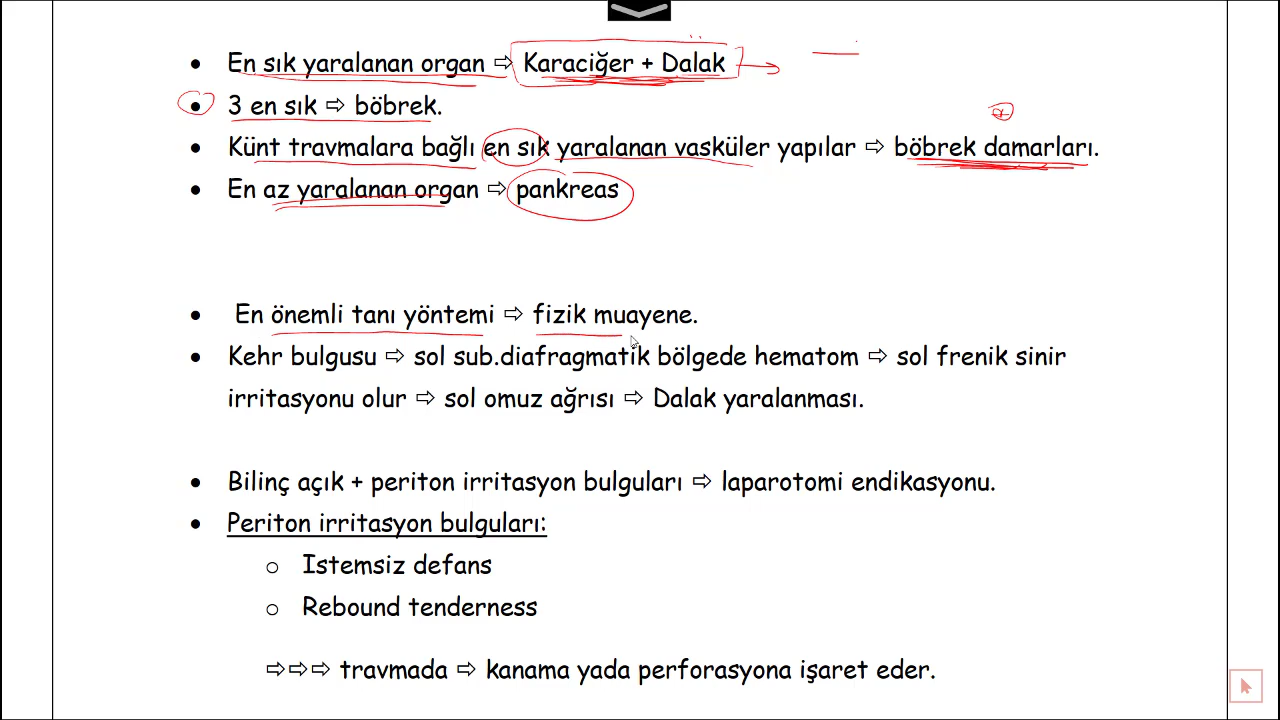 • En sık yaralanan organ ⇨ Karaciğer + Dalak
• 3 en sık ⇨ böbrek.
• Künt travmalara bağlı en sık yaralanan vasküler yapılar ⇨ böbrek damarları.
• En az yaralanan organ ⇨ pankreas
• En önemli tanı yöntemi ⇨ fizik muayene.
• Kehr bulgusu ⇨ sol sub.diafragmatik bölgede hematom ⇨ sol frenik sinir
irritasyonu olur ⇨ sol omuz ağrısı ⇨ Dalak yaralanması.
• Bilinç açık + periton irritasyon bulguları ⇨ laparotomi endikasyonu.
• Periton irritasyon bulguları:
o Istemsiz defans
o Rebound tenderness
⇨⇨⇨ travmada ⇨ kanama yada perforasyona işaret eder.